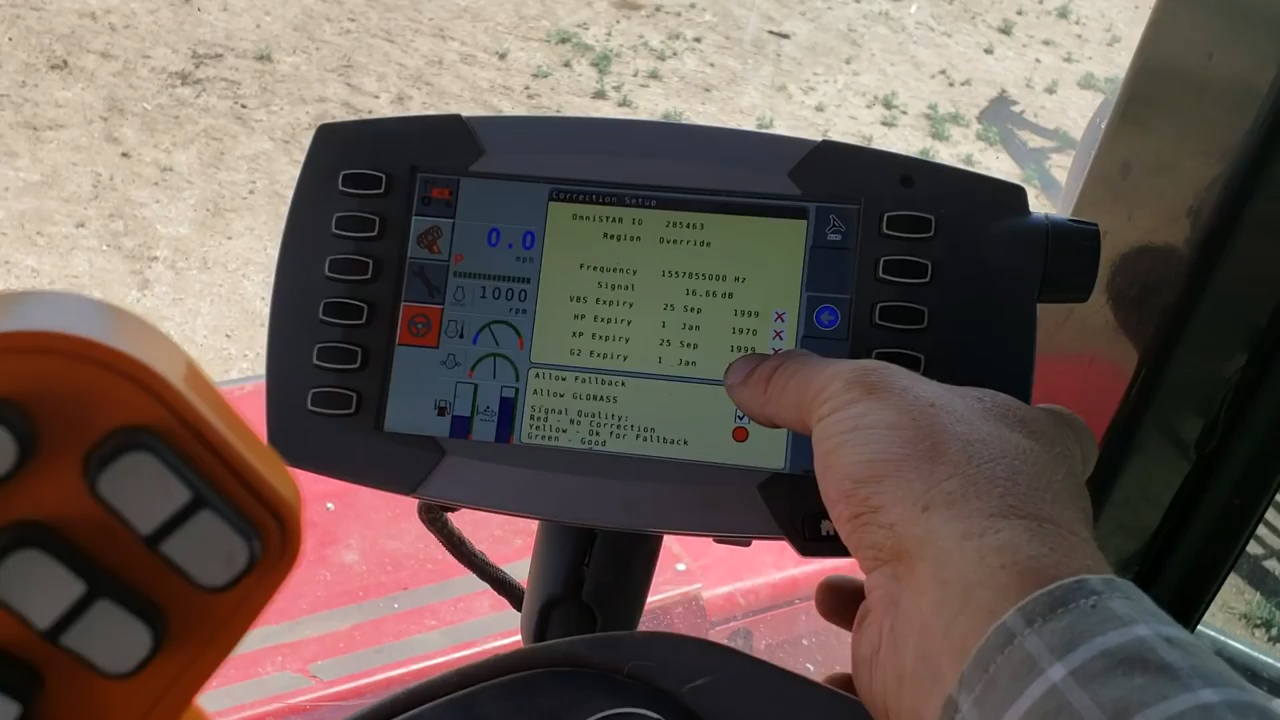 Correction Setup
OmniSTAR ID 285463
Region Override
Frequency 1557855000 Hz
Signal 16.66 dB
VBS Expiry 25 Sep 1999
HP Expiry 1 Jan 1970
XP Expiry 25 Sep 1999
G2 Expiry 1 Jan
0.0
mph
P
1000
rpm
Allow Fallback
Allow GLONASS
Signal Quality:
Red - No Correction
Yellow - Ok for Fallback
Green - Good